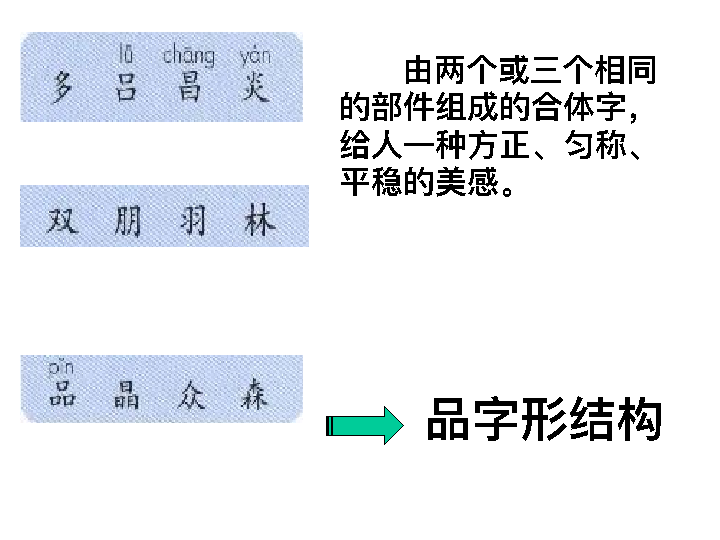 lǚ chāng yán
多 吕 昌 炎
由两个或三个相同
的部件组成的合体字，
给人一种方正、匀称、
平稳的美感。
双 朋 羽 林
pǐn
品 晶 众 森
品字形结构